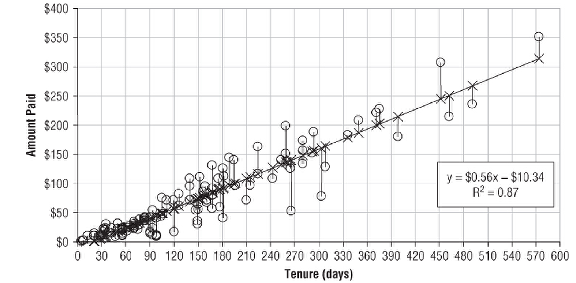 $400
$350
$300
$250
$200
$150
$100
$50
$0
Amount Paid
y = $0.56x – $10.34
R² = 0.87
0 30 60 90 120 150 180 210 240 270 300 330 360 390 420 450 480 510 540 570 600
Tenure (days)